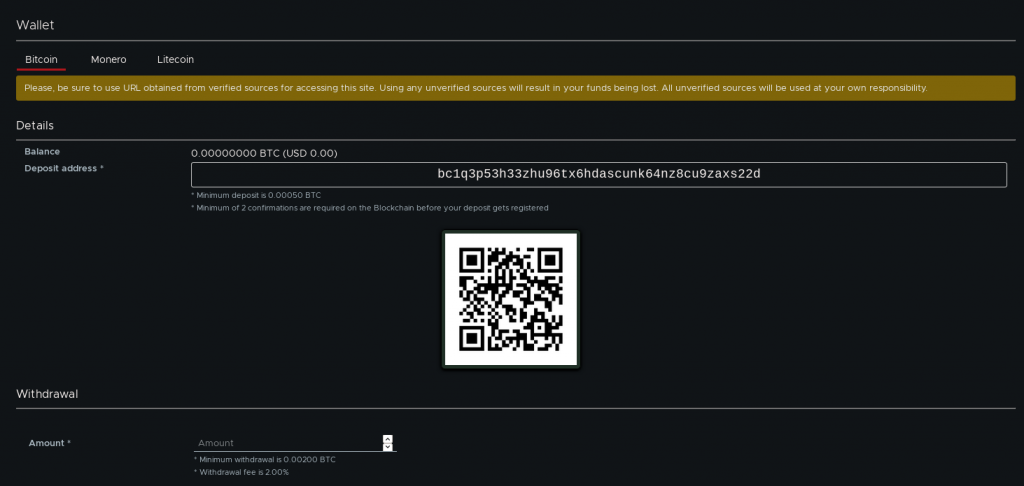 Wallet
Bitcoin Monero Litecoin
Please, be sure to use URL obtained from verified sources for accessing this site. Using any unverified sources will result in your funds being lost. All unverified sources will be used at your own responsibility.
Details
Balance 0.00000000 BTC (USD 0.00)
Deposit address * bc1q3p53h33zhu96tx6hdascunk64nz8cu9zaxs22d
* Minimum deposit is 0.00050 BTC
* Minimum of 2 confirmations are required on the Blockchain before your deposit gets registered
Withdrawal
Amount * Amount
* Minimum withdrawal is 0.00200 BTC
* Withdrawal fee is 2.00%